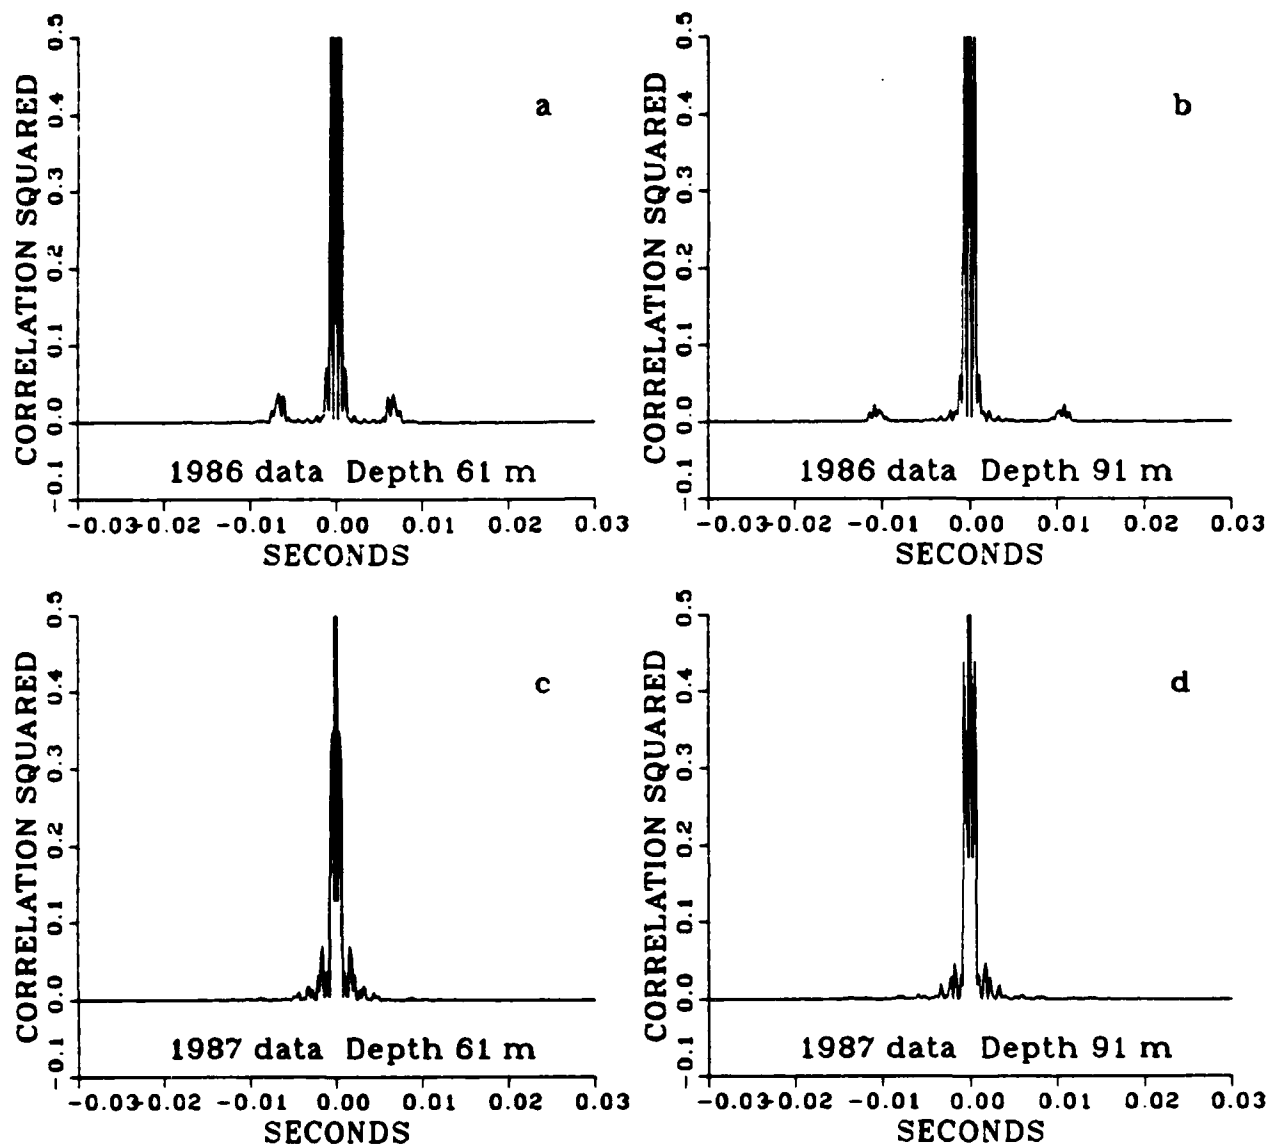 CORRELATION SQUARED
0.5
0.4
0.3
0.2
0.1
0.0
-0.1
a
1986 data Depth 61 m
-0.03 -0.02 -0.01 0.00 0.01 0.02 0.03
SECONDS
CORRELATION SQUARED
0.5
0.4
0.3
0.2
0.1
0.0
-0.1
b
1986 data Depth 91 m
-0.03 -0.02 -0.01 0.00 0.01 0.02 0.03
SECONDS
CORRELATION SQUARED
0.5
0.4
0.3
0.2
0.1
0.0
-0.1
c
1987 data Depth 61 m
-0.03 -0.02 -0.01 0.00 0.01 0.02 0.03
SECONDS
CORRELATION SQUARED
0.5
0.4
0.3
0.2
0.1
0.0
-0.1
d
1987 data Depth 91 m
-0.03 -0.02 -0.01 0.00 0.01 0.02 0.03
SECONDS